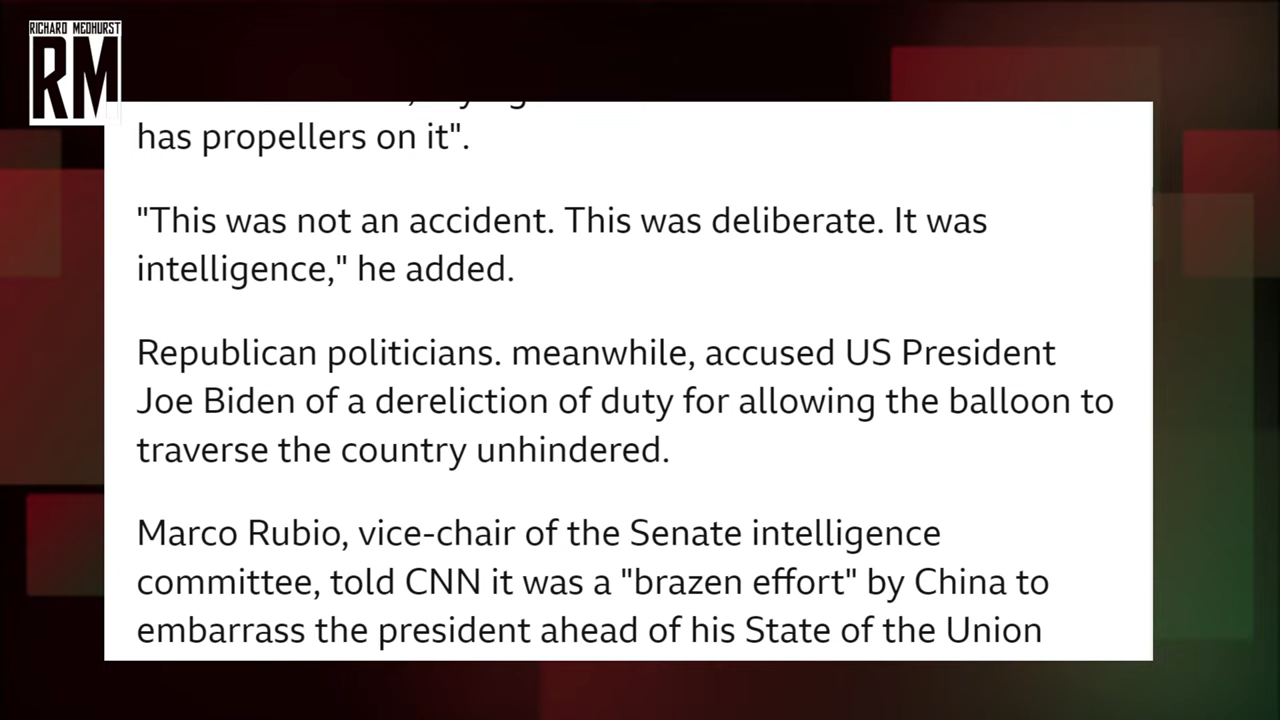 RICHARD MEDHURST
RM
has propellers on it".
"This was not an accident. This was deliberate. It was
intelligence," he added.
Republican politicians. meanwhile, accused US President
Joe Biden of a dereliction of duty for allowing the balloon to
traverse the country unhindered.
Marco Rubio, vice-chair of the Senate intelligence
committee, told CNN it was a "brazen effort" by China to
embarrass the president ahead of his State of the Union